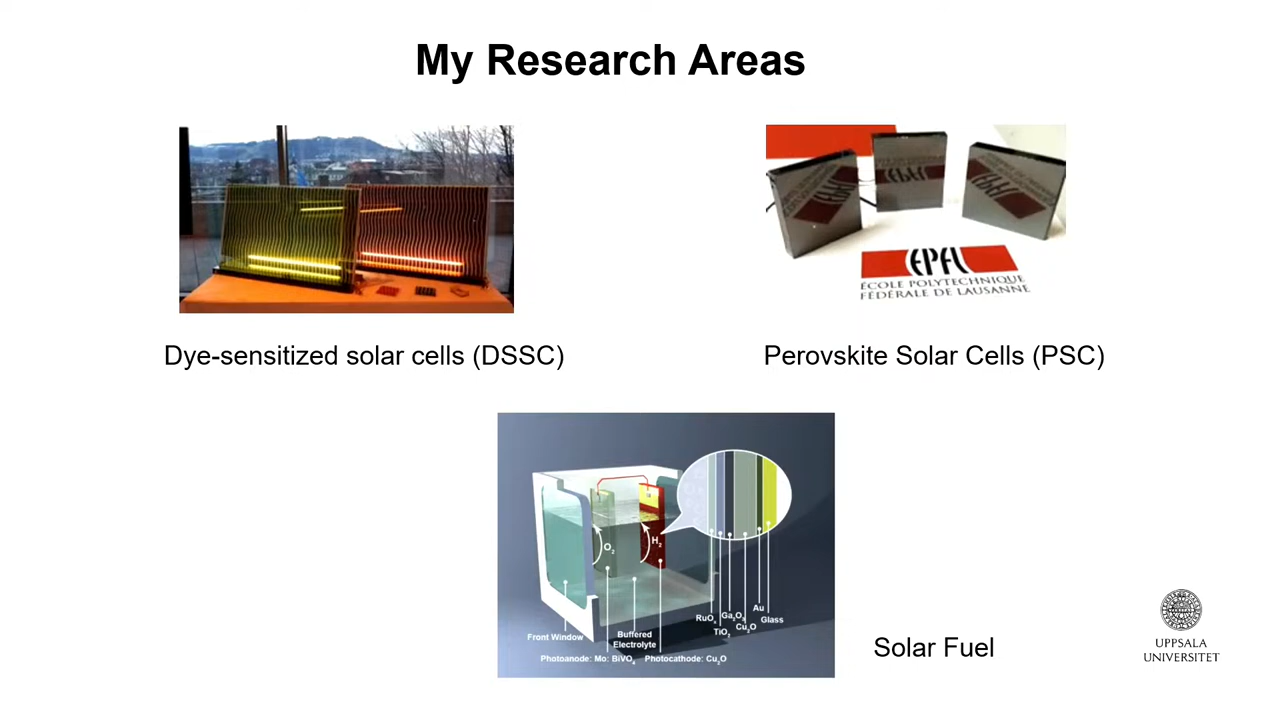 My Research Areas
EPFL
ÉCOLE POLYTECHNIQUE
FÉDÉRALE DE LAUSANNE
Dye-sensitized solar cells (DSSC)
Perovskite Solar Cells (PSC)
O2
H2
RuOx
TiO2
Ga2O3
Cu2O
Au
Glass
Front Window
Buffered
Electrolyte
Photoanode: Mo: BiVO4
Photocathode: Cu2O
Solar Fuel
UPPSALA
UNIVERSITET